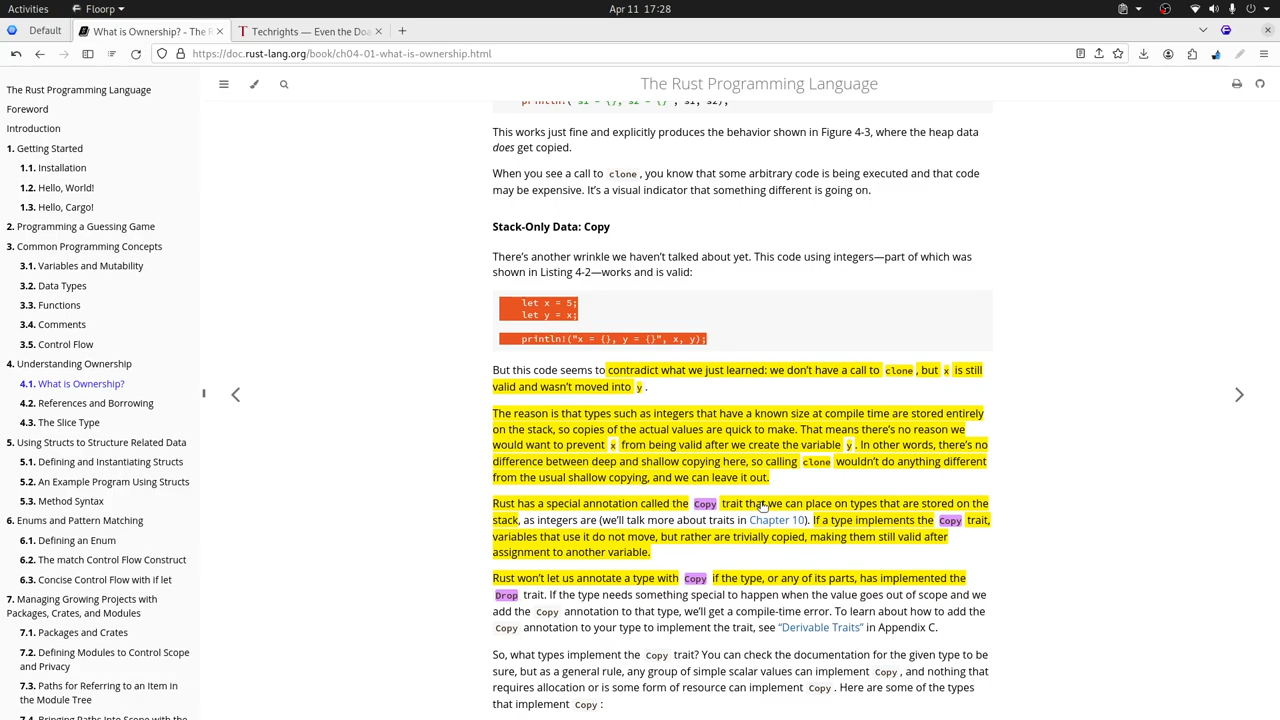 Activities
Floorp
Apr 11 17:28
Default
What is Ownership? - The R
Techrights — Even the Doa
https://doc.rust-lang.org/book/ch04-01-what-is-ownership.html
The Rust Programming Language
The Rust Programming Language
Foreword
Introduction
1. Getting Started
1.1. Installation
1.2. Hello, World!
1.3. Hello, Cargo!
2. Programming a Guessing Game
3. Common Programming Concepts
3.1. Variables and Mutability
3.2. Data Types
3.3. Functions
3.4. Comments
3.5. Control Flow
4. Understanding Ownership
4.1. What is Ownership?
4.2. References and Borrowing
4.3. The Slice Type
5. Using Structs to Structure Related Data
5.1. Defining and Instantiating Structs
5.2. An Example Program Using Structs
5.3. Method Syntax
6. Enums and Pattern Matching
6.1. Defining an Enum
6.2. The match Control Flow Construct
6.3. Concise Control Flow with if let
7. Managing Growing Projects with
Packages, Crates, and Modules
7.1. Packages and Crates
7.2. Defining Modules to Control Scope
and Privacy
7.3. Paths for Referring to an Item in
the Module Tree
7.4. Bringing Paths Into Scope with the
println!("s1 = {}, s2 = {}", s1, s2);
This works just fine and explicitly produces the behavior shown in Figure 4-3, where the heap data
does get copied.
When you see a call to clone, you know that some arbitrary code is being executed and that code
may be expensive. It’s a visual indicator that something different is going on.
Stack-Only Data: Copy
There’s another wrinkle we haven’t talked about yet. This code using integers—part of which was
shown in Listing 4-2—works and is valid:
let x = 5;
let y = x;
println!("x = {}, y = {}", x, y);
But this code seems to contradict what we just learned: we don’t have a call to clone, but x is still
valid and wasn’t moved into y.
The reason is that types such as integers that have a known size at compile time are stored entirely
on the stack, so copies of the actual values are quick to make. That means there’s no reason we
would want to prevent x from being valid after we create the variable y. In other words, there’s no
difference between deep and shallow copying here, so calling clone wouldn’t do anything different
from the usual shallow copying, and we can leave it out.
Rust has a special annotation called the Copy trait that we can place on types that are stored on the
stack, as integers are (we’ll talk more about traits in Chapter 10). If a type implements the Copy trait,
variables that use it do not move, but rather are trivially copied, making them still valid after
assignment to another variable.
Rust won’t let us annotate a type with Copy if the type, or any of its parts, has implemented the
Drop trait. If the type needs something special to happen when the value goes out of scope and we
add the Copy annotation to that type, we’ll get a compile-time error. To learn about how to add the
Copy annotation to your type to implement the trait, see “Derivable Traits” in Appendix C.
So, what types implement the Copy trait? You can check the documentation for the given type to be
sure, but as a general rule, any group of simple scalar values can implement Copy, and nothing that
requires allocation or is some form of resource can implement Copy. Here are some of the types
that implement Copy: